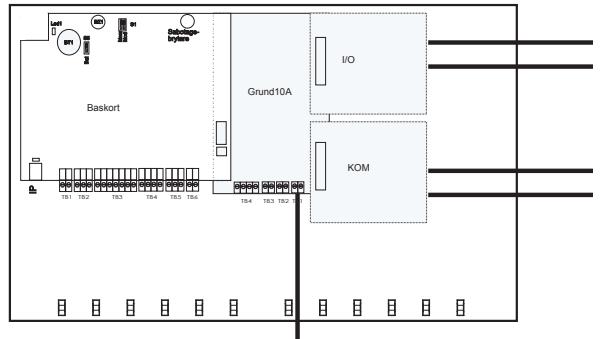 Led1
BZ1
S1
BT1
S2
Sabotage-
brytare
Baskort
Grund10A
I/O
KOM
IP
TB1 TB2 TB3 TB4 TB5 TB6
TB4 TB3 TB2